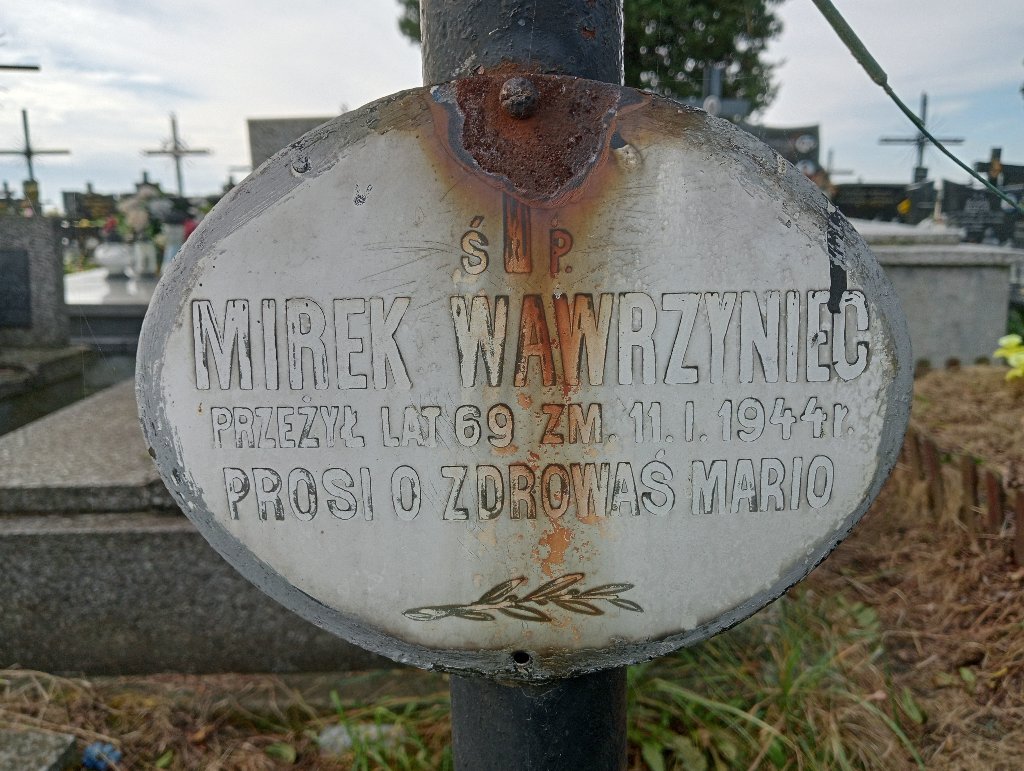 Ś P.
MIREK WAWRZYNIEC
PRZEŻYŁ LAT 69 ZM. 11. I. 1944 r.
PROSI O ZDROWAŚ MARIO